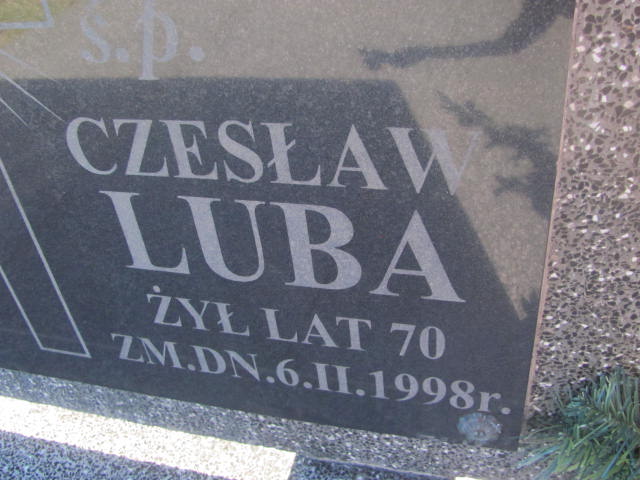 ś.p.
CZESŁAW
LUBA
ŻYŁ LAT 70
ZM.DN.6.II.1998r.